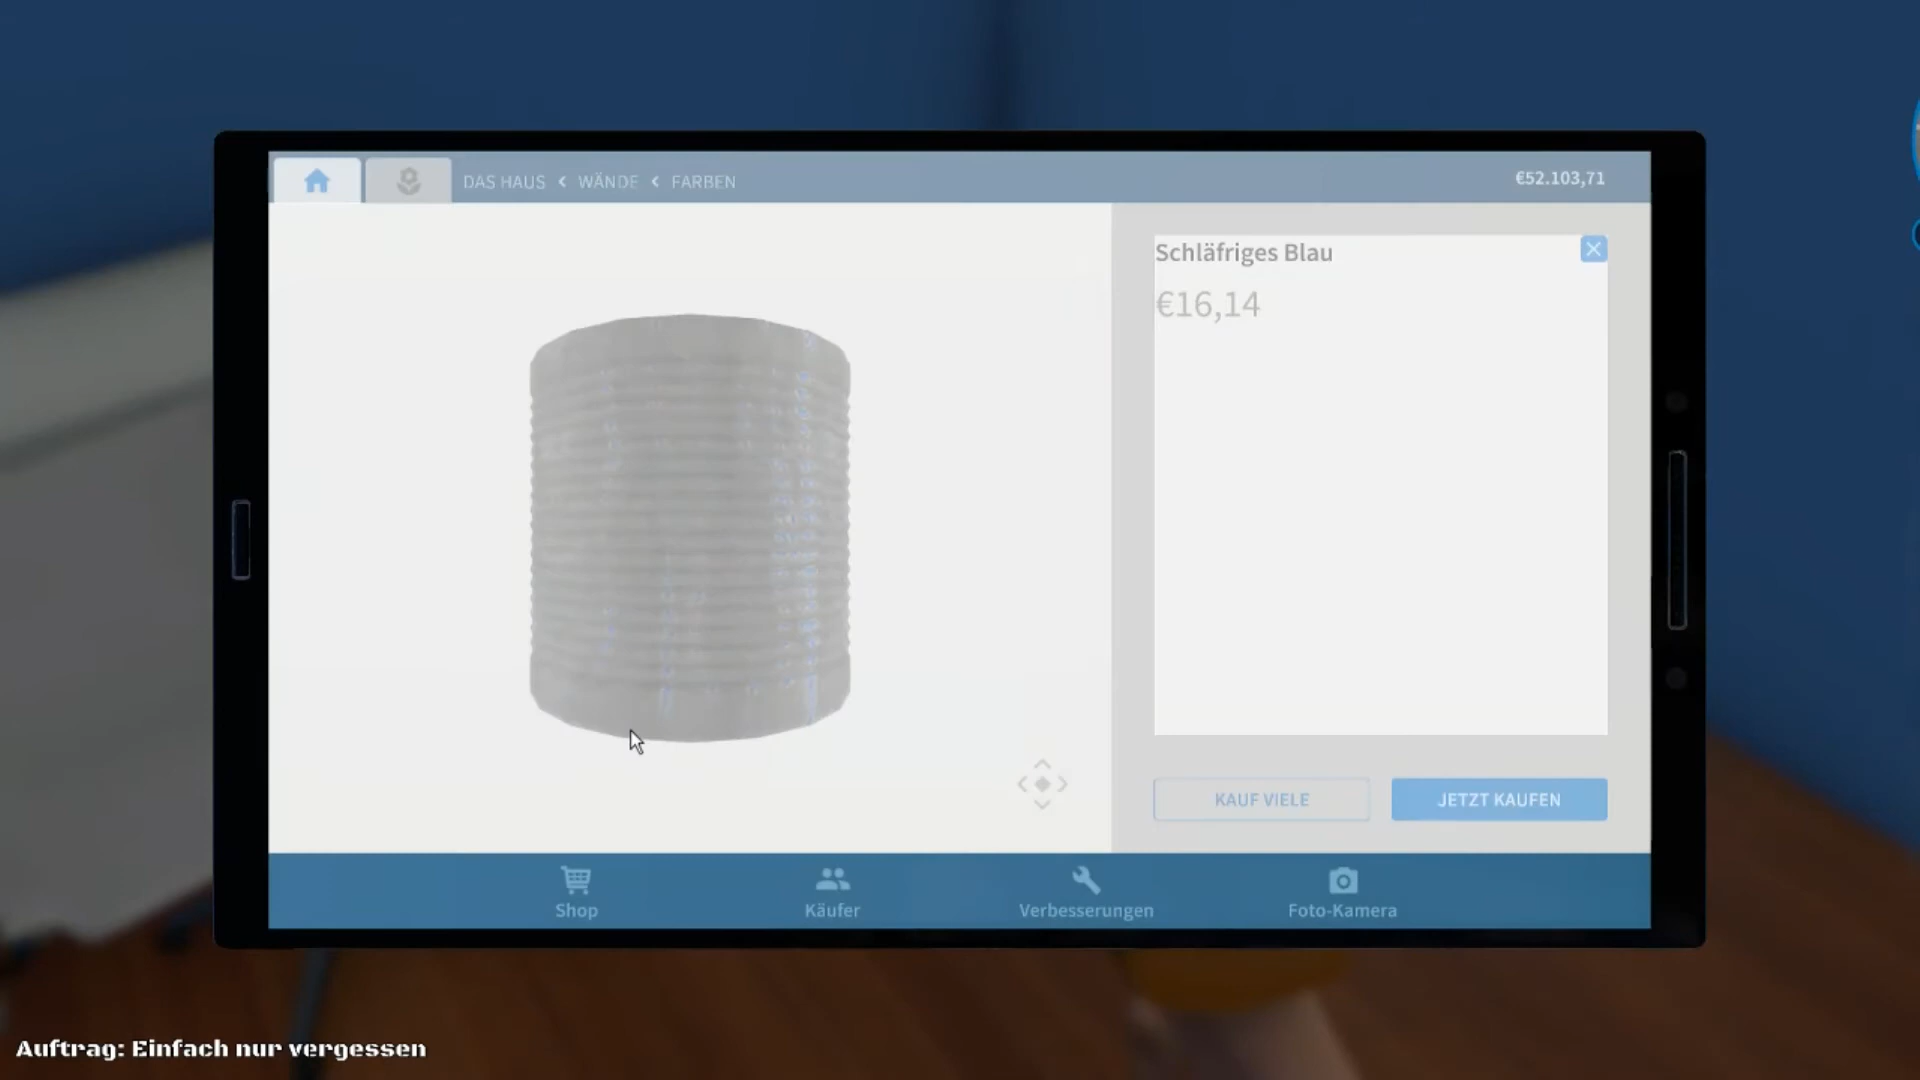 DAS HAUS < WÄNDE < FARBEN
€52.103,71
Schläfriges Blau
€16,14
KAUF VIELE
JETZT KAUFEN
Shop
Käufer
Verbesserungen
Foto-Kamera
Auftrag: Einfach nur vergessen